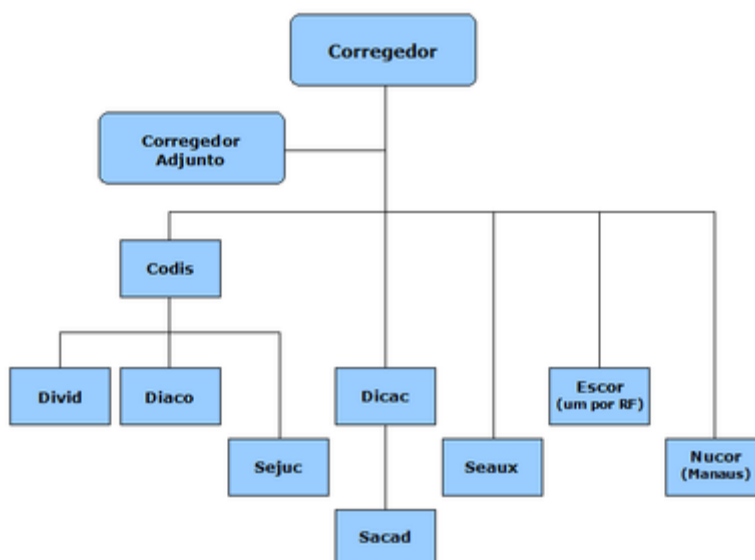 Corregedor
Corregedor
Adjunto
Codis
Divid
Diaco
Dicac
Escor
(um por RF)
Sejuc
Seaux
Nucor
(Manaus)
Sacad